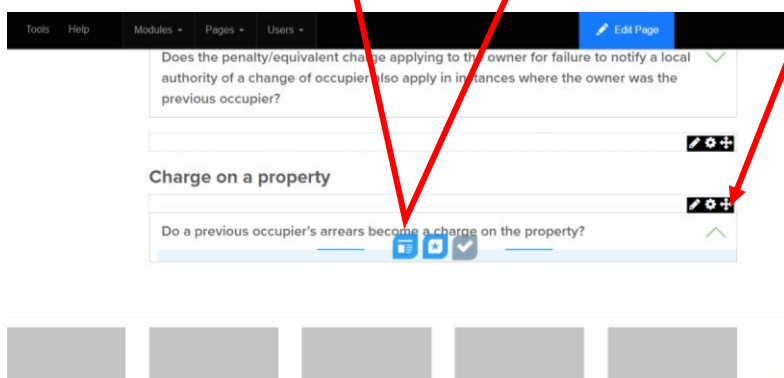 Tools Help Modules Pages Users Edit Page
Does the penalty/equivalent charge applying to the owner for failure to notify a local
authority of a change of occupier also apply in instances where the owner was the
previous occupier?
Charge on a property
Do a previous occupier's arrears become a charge on the property?